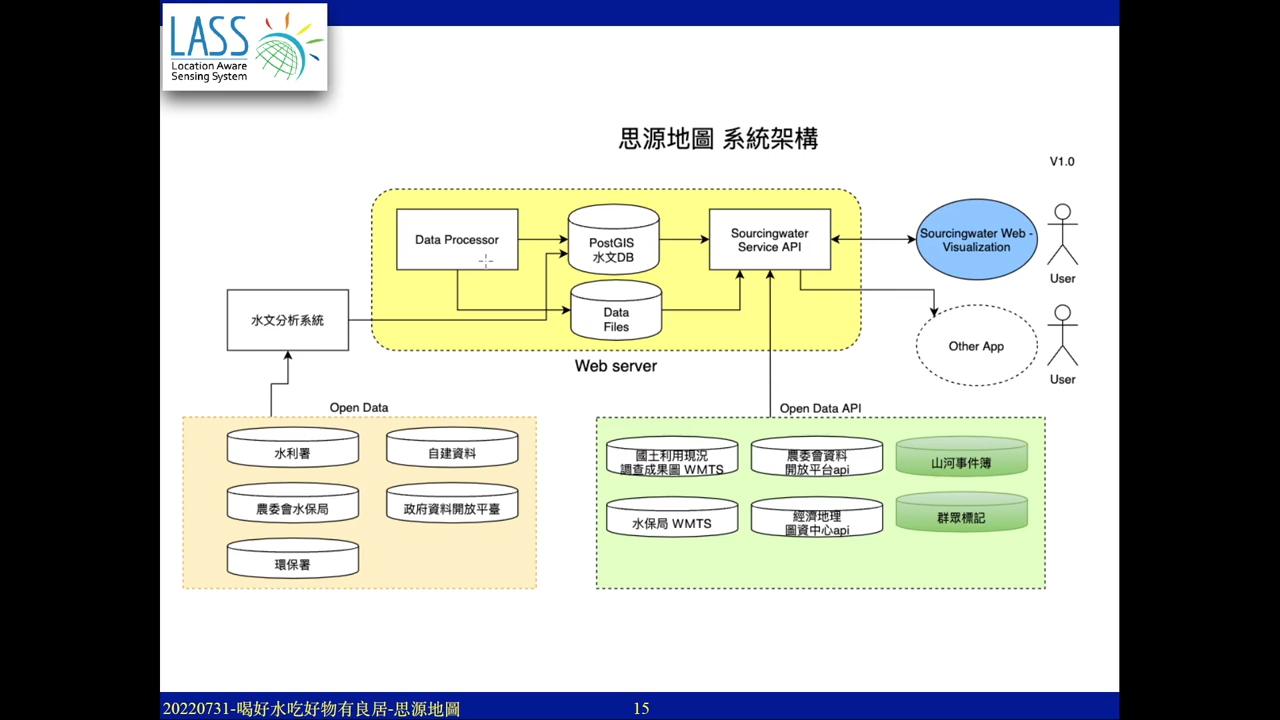 LASS
Location Aware
Sensing System
思源地圖 系統架構
V1.0
Data Processor
PostGIS
水文DB
Sourcingwater
Service API
Sourcingwater Web -
Visualization
User
水文分析系統
Data
Files
Other App
User
Web server
Open Data
水利署
自建資料
農委會水保局
政府資料開放平臺
環保署
Open Data API
國土利用現況
調查成果圖 WMTS
農委會資料
開放平台api
山河事件簿
水保局 WMTS
經濟地理
圖資中心api
群眾標記
20220731-喝好水吃好物有良居-思源地圖
15